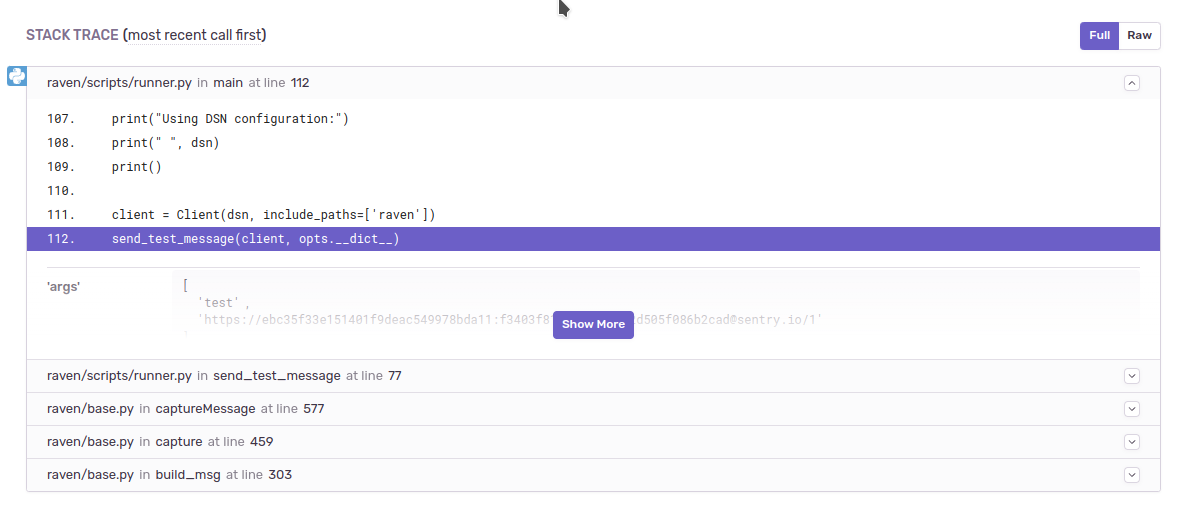 STACK TRACE (most recent call first)
Full Raw
raven/scripts/runner.py in main at line 112
107. print("Using DSN configuration:")
108. print(" ", dsn)
109. print()
110.
111. client = Client(dsn, include_paths=['raven'])
112. send_test_message(client, opts.__dict__)
'args' [
'test' ,
'https://ebc35f33e151401f9deac549978bda11:f3403f8 d505f086b2cad@sentry.io/1'
Show More
raven/scripts/runner.py in send_test_message at line 77
raven/base.py in captureMessage at line 577
raven/base.py in capture at line 459
raven/base.py in build_msg at line 303